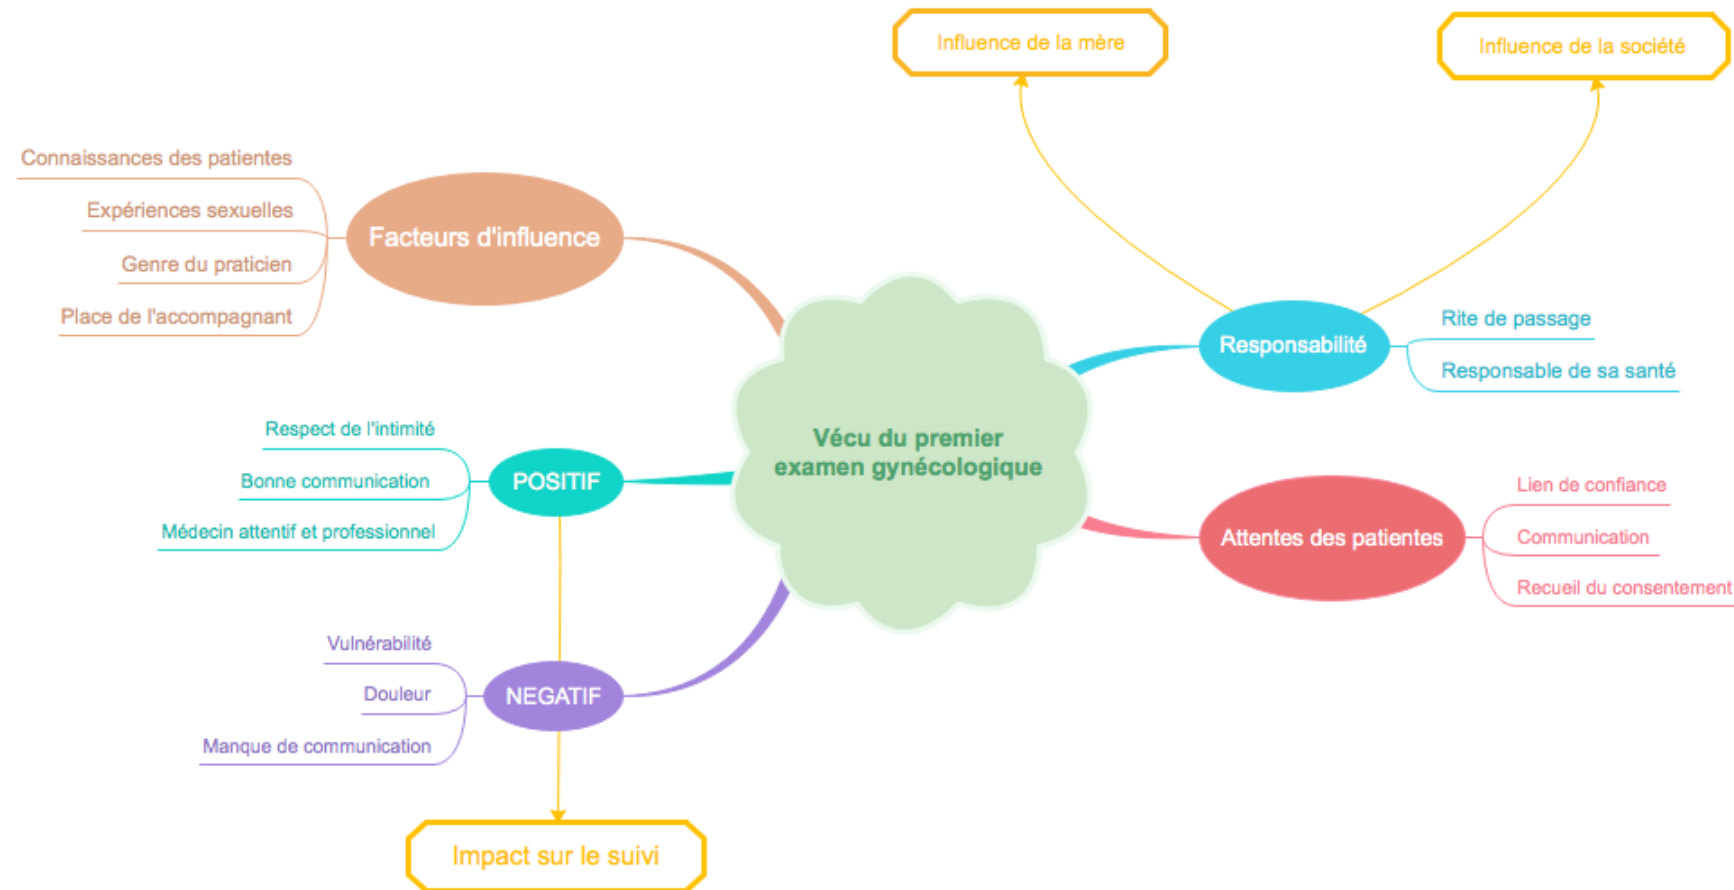 Influence de la mère
Influence de la société
Connaissances des patientes
Expériences sexuelles
Genre du praticien
Place de l'accompagnant
Facteurs d'influence
Responsabilité
Rite de passage
Responsable de sa santé
Vécu du premier
examen gynécologique
Respect de l'intimité
Bonne communication
Médecin attentif et professionnel
POSITIF
Attentes des patientes
Lien de confiance
Communication
Recueil du consentement
Vulnérabilité
Douleur
Manque de communication
NEGATIF
Impact sur le suivi